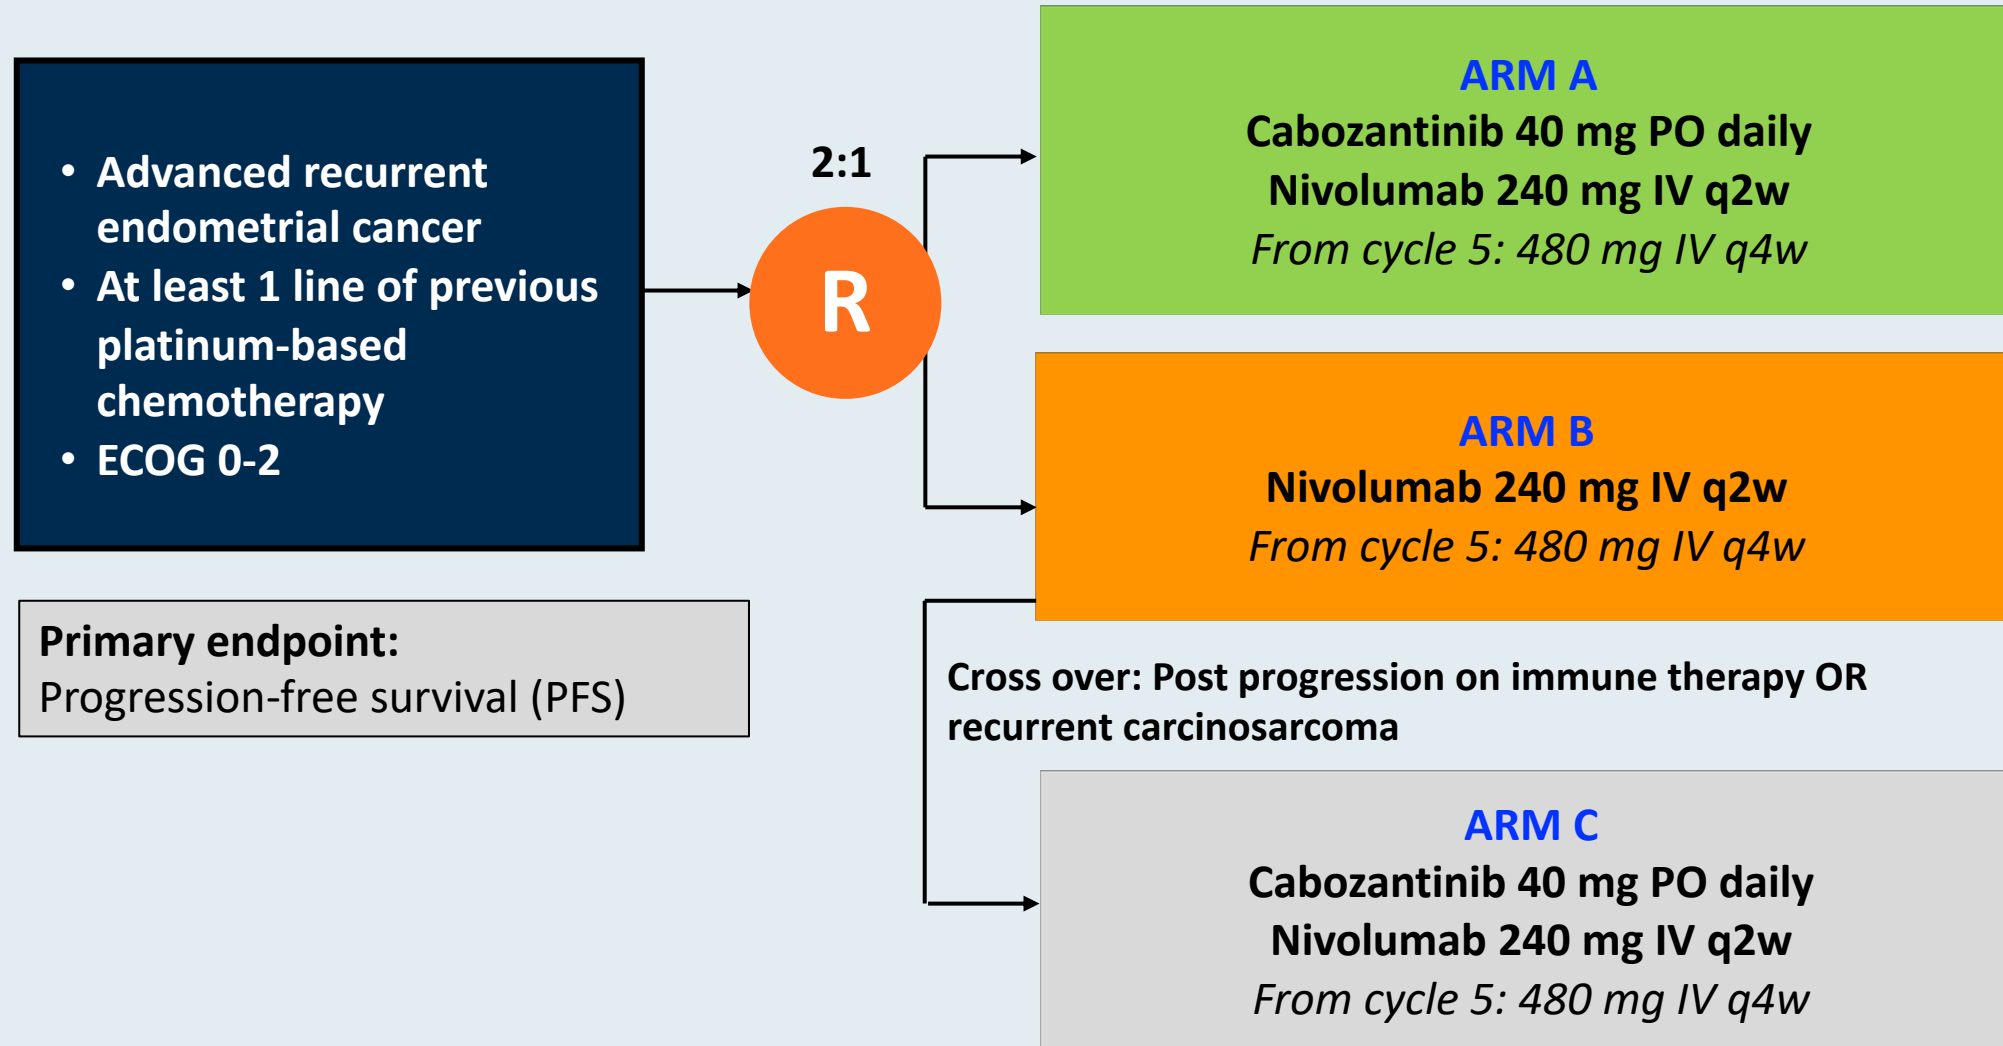 • Advanced recurrent
endometrial cancer
• At least 1 line of previous
platinum-based
chemotherapy
• ECOG 0-2
2:1
R
ARM A
Cabozantinib 40 mg PO daily
Nivolumab 240 mg IV q2w
From cycle 5: 480 mg IV q4w
ARM B
Nivolumab 240 mg IV q2w
From cycle 5: 480 mg IV q4w
Primary endpoint:
Progression-free survival (PFS)
Cross over: Post progression on immune therapy OR
recurrent carcinosarcoma
ARM C
Cabozantinib 40 mg PO daily
Nivolumab 240 mg IV q2w
From cycle 5: 480 mg IV q4w